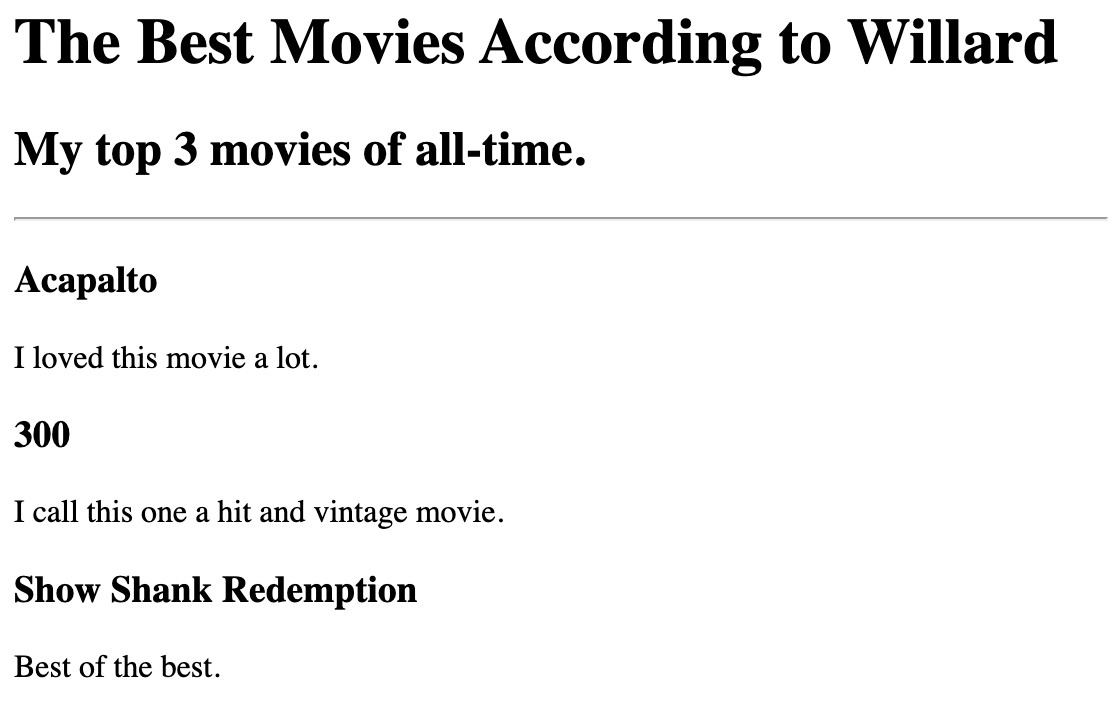 The Best Movies According to Willard
My top 3 movies of all-time.
Acapalto
I loved this movie a lot.
300
I call this one a hit and vintage movie.
Show Shank Redemption
Best of the best.